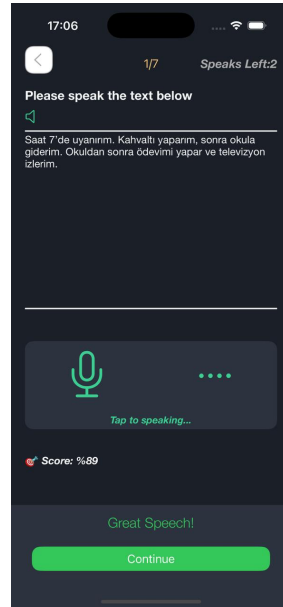 17:06
1/7
Speaks Left:2
Please speak the text below
Saat 7'de uyanırım. Kahvaltı yaparım, sonra okula
giderim. Okuldan sonra ödevimi yapar ve televizyon
izlerim.
Tap to speaking...
Score: %89
Great Speech!
Continue